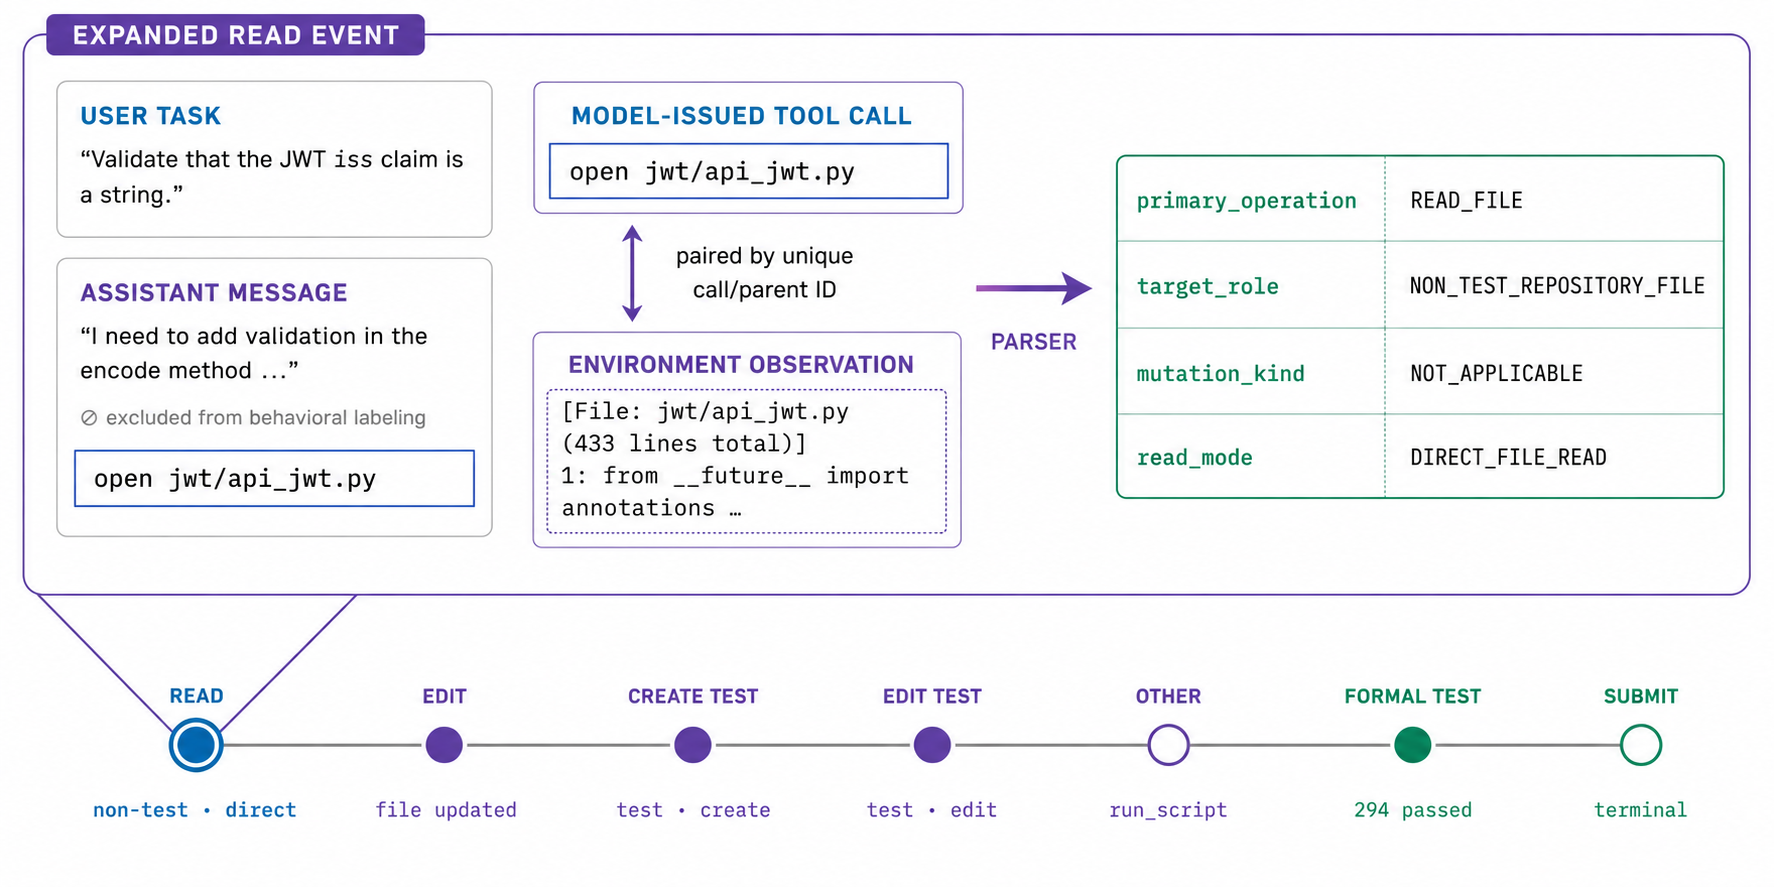 EXPANDED READ EVENT
USER TASK
“Validate that the JWT iss claim is
a string.”
ASSISTANT MESSAGE
“I need to add validation in the
encode method ...”
⊘ excluded from behavioral labeling
open jwt/api_jwt.py
MODEL-ISSUED TOOL CALL
open jwt/api_jwt.py
paired by unique
call/parent ID
ENVIRONMENT OBSERVATION
[File: jwt/api_jwt.py
(433 lines total)]
1: from __future__ import
annotations …
PARSER
primary_operation READ_FILE
target_role NON_TEST_REPOSITORY_FILE
mutation_kind NOT_APPLICABLE
read_mode DIRECT_FILE_READ
READ EDIT CREATE TEST EDIT TEST OTHER FORMAL TEST SUBMIT
non-test • direct file updated test • create test • edit run_script 294 passed terminal